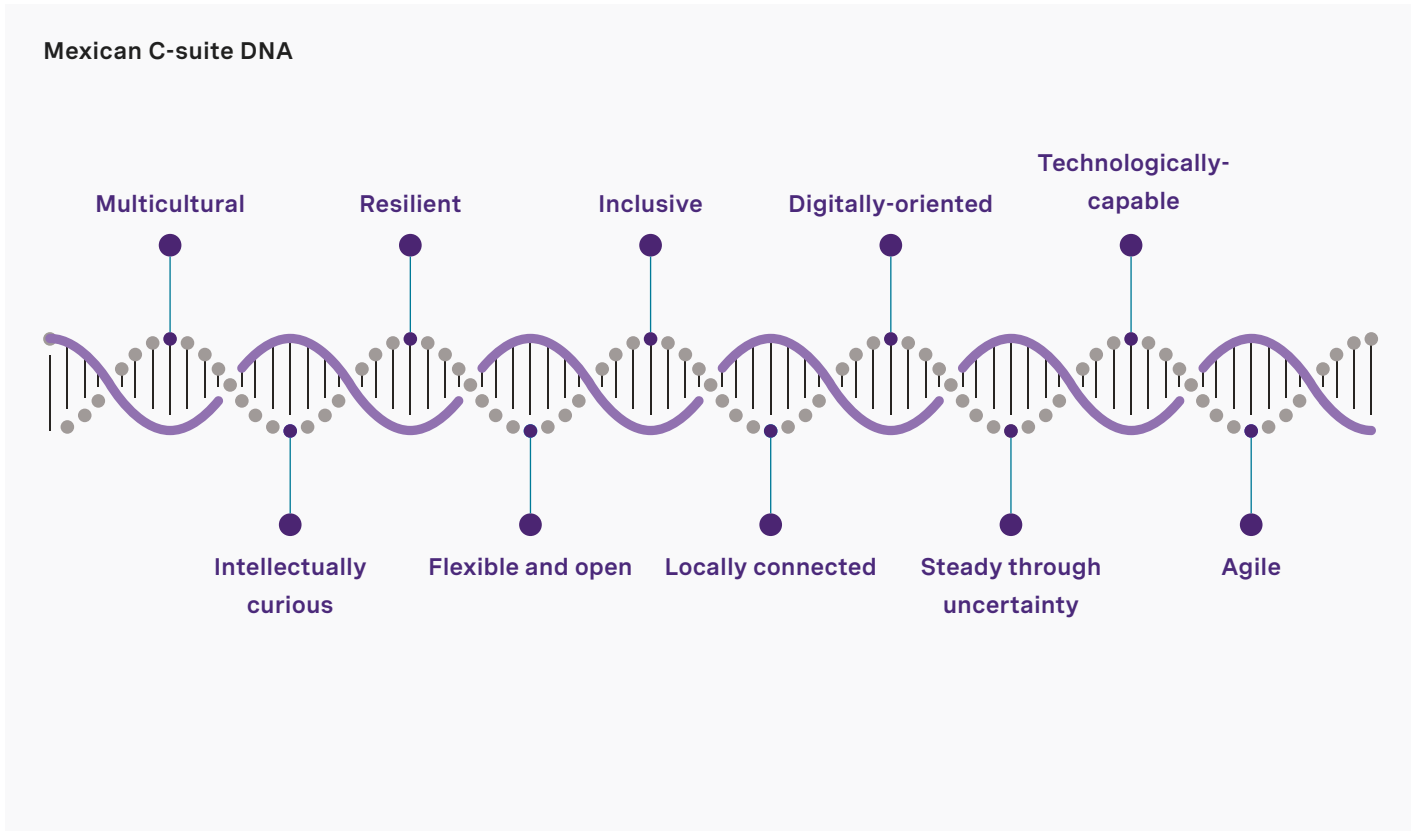 Mexican C-suite DNA
Technologically-
capable
Multicultural
Resilient
Inclusive
Digitally-oriented
Intellectually
curious
Flexible and open
Locally connected
Steady through
uncertainty
Agile